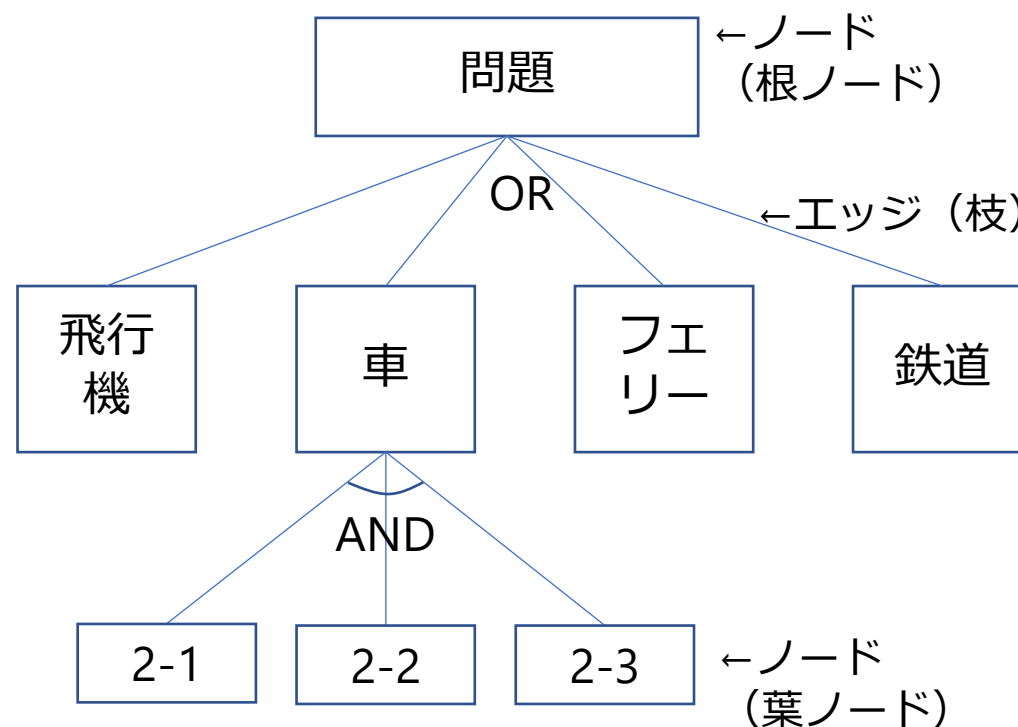 問題
←ノード
（根ノード）
OR
←エッジ（枝）
飛行
機
車
フェ
リー
鉄道
AND
2-1
2-2
2-3
←ノード
（葉ノード）